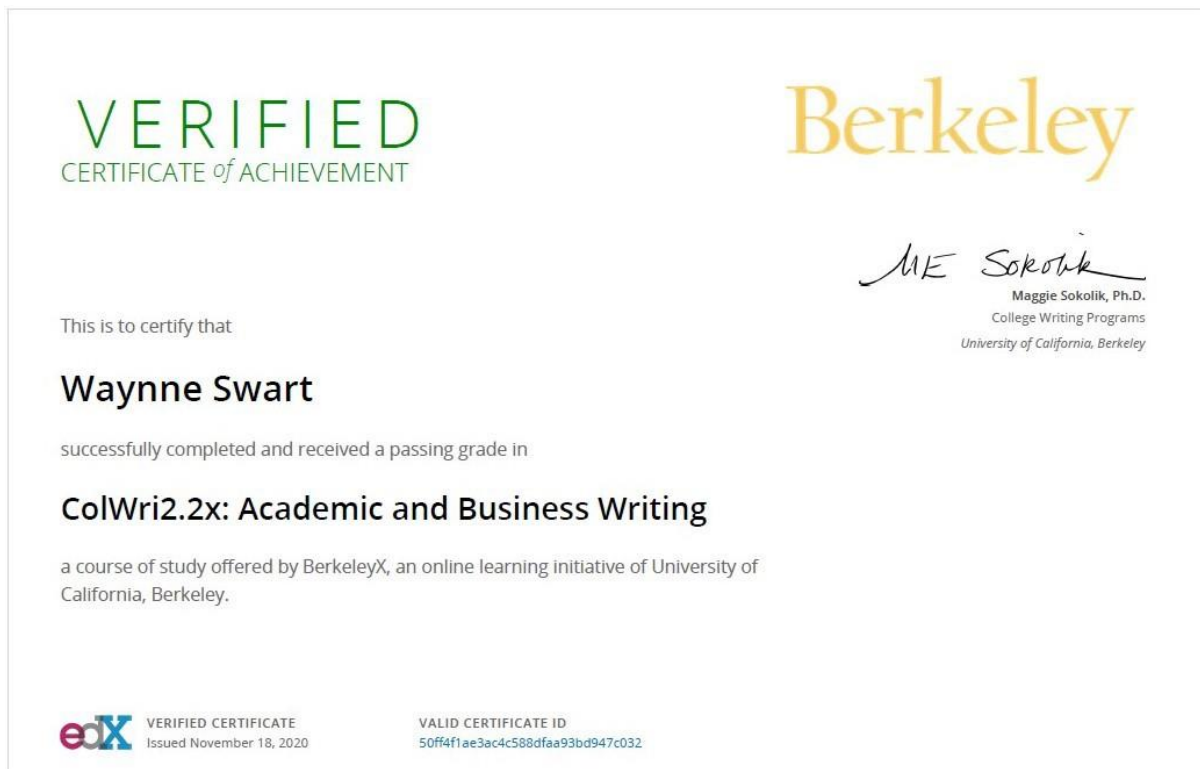 VERIFIED
CERTIFICATE of ACHIEVEMENT
Berkeley
ME Sokolik
Maggie Sokolik, Ph.D.
College Writing Programs
University of California, Berkeley
This is to certify that
Waynne Swart
successfully completed and received a passing grade in
ColWri2.2x: Academic and Business Writing
a course of study offered by BerkeleyX, an online learning initiative of University of
California, Berkeley.
edX
VERIFIED CERTIFICATE
Issued November 18, 2020
VALID CERTIFICATE ID
50ff4f1ae3ac4c588dfaa93bd947c032